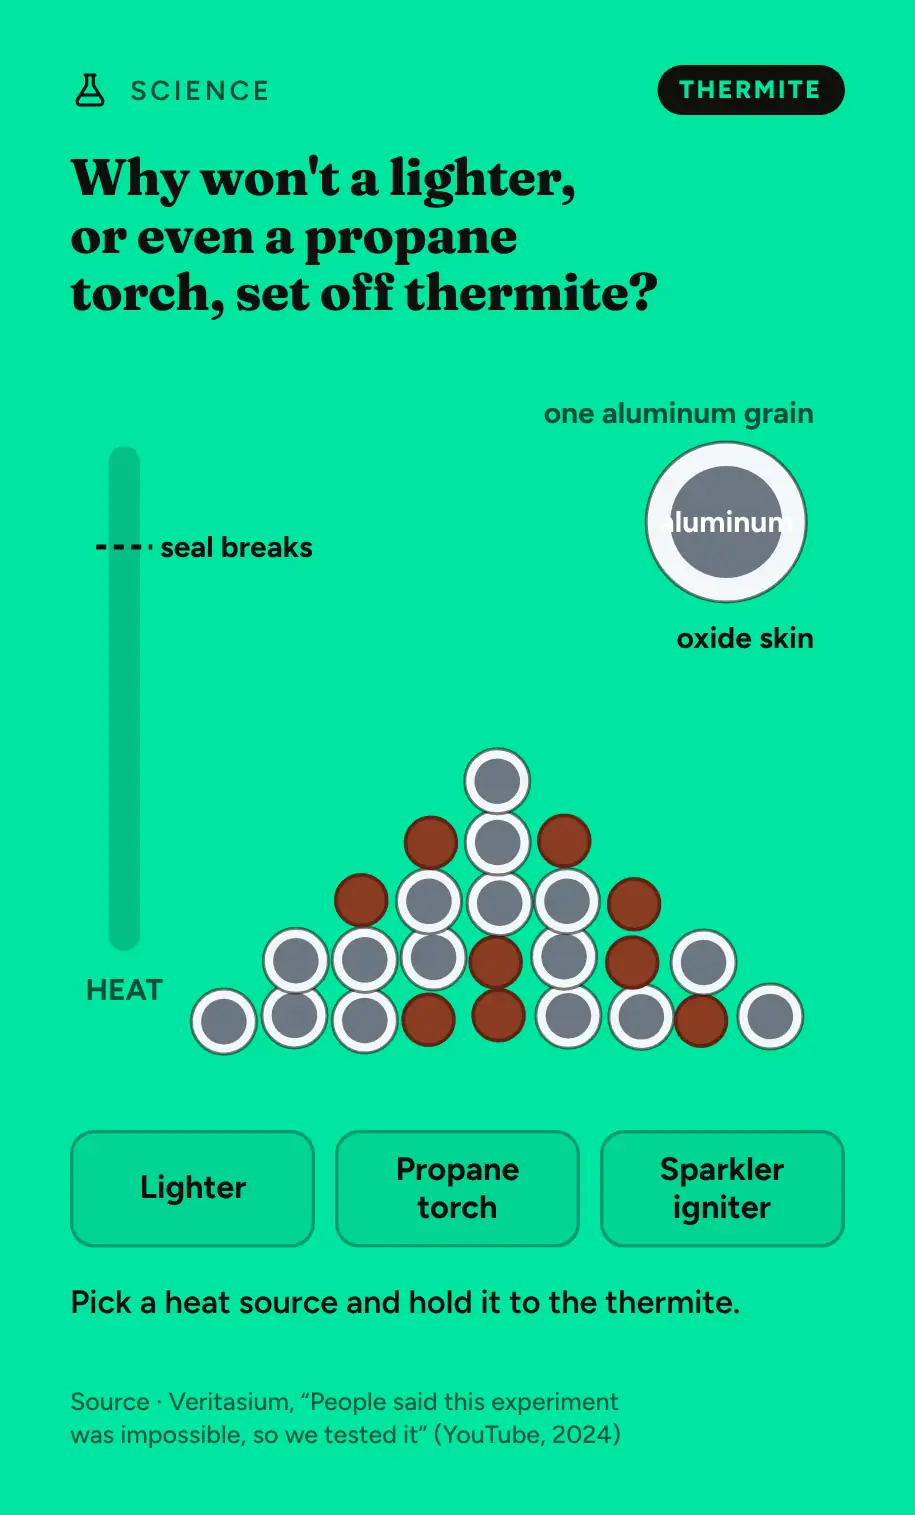 SCIENCE
THERMITE
Why won't a lighter,
or even a propane
torch, set off thermite?
one aluminum grain
aluminum
seal breaks
oxide skin
HEAT
Lighter
Propane
torch
Sparkler
igniter
Pick a heat source and hold it to the thermite.
Source · Veritasium, “People said this experiment
was impossible, so we tested it” (YouTube, 2024)